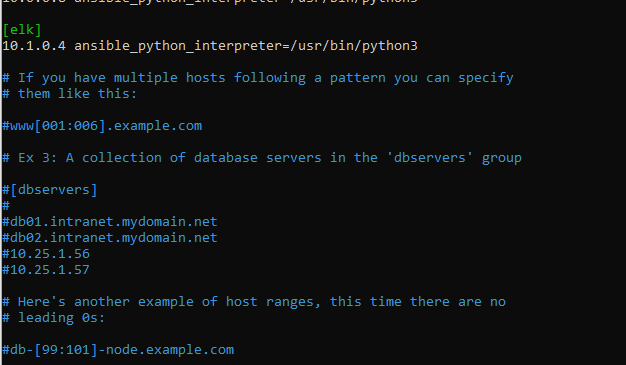 ansible_python_interpreter=/usr/bin/python3
[elk]
10.1.0.4 ansible_python_interpreter=/usr/bin/python3
# If you have multiple hosts following a pattern you can specify
# them like this:
#www[001:006].example.com
# Ex 3: A collection of database servers in the 'dbservers' group
#[dbservers]
#
#db01.intranet.mydomain.net
#db02.intranet.mydomain.net
#10.25.1.56
#10.25.1.57
# Here's another example of host ranges, this time there are no
# leading 0s:
#db-[99:101]-node.example.com